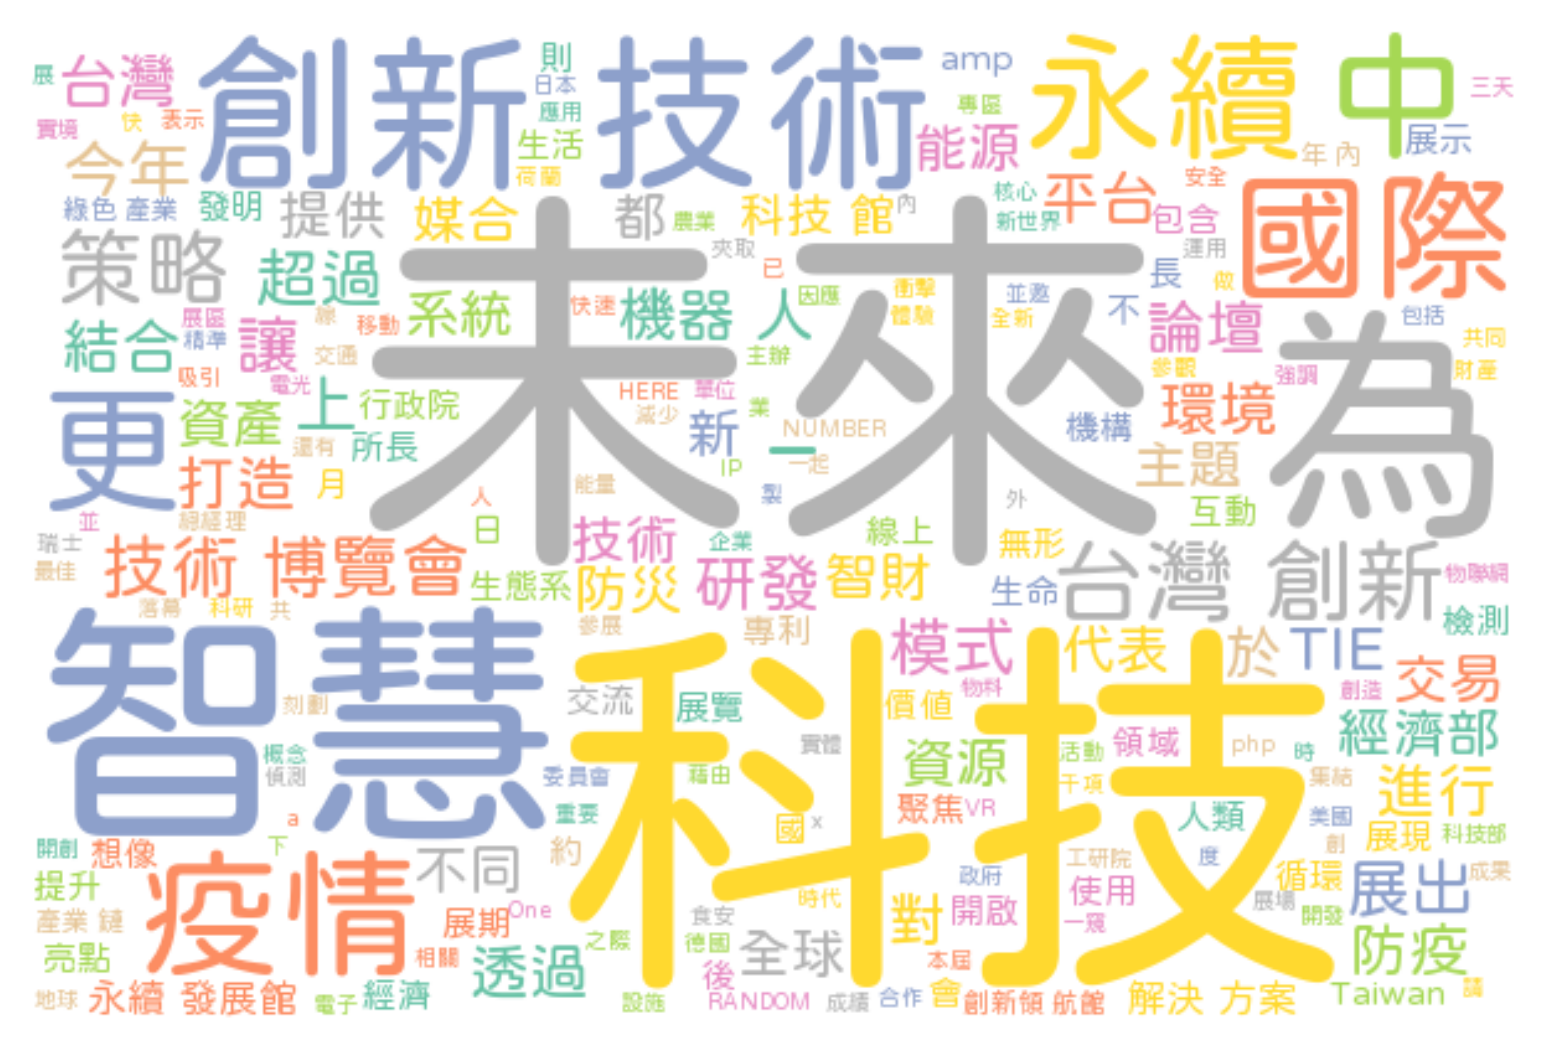 展
台灣
創新
技術
則
日本
應用
生活
荷蘭
amp
專區
能源
永續
中
三天
展示
實境
快
表示
今年
年 內
安全
綠色 產業
發明
提供
媒合
都
農業
科技 館
內
核心
新世界
平台
包含
國際
策略
超過
未來
夾取
已
運用
長
做
為
系統
快速
機器 人
因應
衝擊
體驗
並邀
全新
不
論壇
包括
共同
結合
展區
精準
讓
移動
交通
主辦
參觀
強調
財產
吸引
電光
更
資產
上
行政院
HERE
減少
單位
業
新
一
NUMBER
機構
環境
還有
所長
打造
月
IP
一起
主題
人
能量
製
外
互動
並
總經理
日
瑞士
最佳
技術 博覽會
技術
企業
線上
無形
台灣 創新
生態系
防災
研發
智財
生命
物聯網
落幕
科研
共
參展
專利
檢測
智慧
科技
模式
代表
於
TIE
交易
刻劃
交流
展覽
物料
價值
創造
概念
偵測
實體
資源
活動
領域
php
時
經濟部
委員會
藉由
千項
集結
進行
重要
a
國
x
聚焦
VR
人類
美國
展現
科技部
開創
想像
下
約
創
疫情
不同
工研院
度
提升
政府
使用
循環
展出
成果
產業 鏈
展期
One
時代
食安
對
開啟
一窺
展場
開發
亮點
相關
透過
之際
德國
全球
後
本屆
防疫
地球
永續 發展館
電子
經濟
設施
RANDOM
成績
合作
會
創新領 航館
解決 方案
Taiwan
請